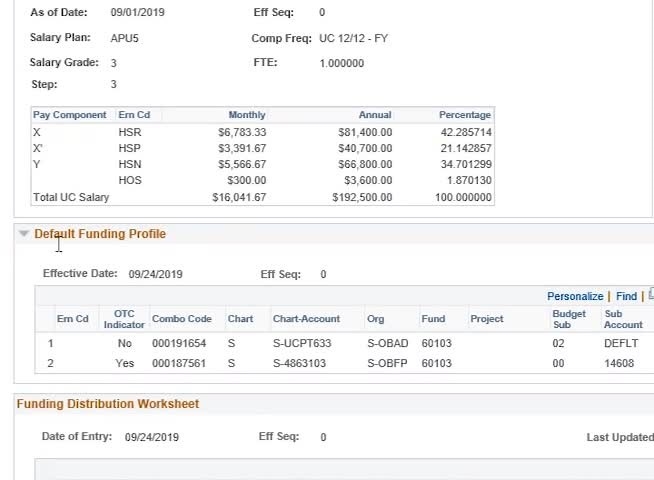 As of Date: 09/01/2019 Eff Seq: 0
Salary Plan: APU5 Comp Freq: UC 12/12 - FY
Salary Grade: 3 FTE: 1.000000
Step: 3
Pay Component Ern Cd Monthly Annual Percentage
X HSR $6,783.33 $81,400.00 42.285714
X' HSP $3,391.67 $40,700.00 21.142857
Y HSN $5,566.67 $66,800.00 34.701299
HOS $300.00 $3,600.00 1.870130
Total UC Salary $16,041.67 $192,500.00 100.000000
Default Funding Profile
Effective Date: 09/24/2019 Eff Seq: 0
Personalize | Find |
Ern Cd OTC Indicator Combo Code Chart Chart-Account Org Fund Project Budget Sub Sub Account
1 No 000191654 S S-UCPT633 S-OBAD 60103 02 DEFLT
2 Yes 000187561 S S-4863103 S-OBFP 60103 00 14608
Funding Distribution Worksheet
Date of Entry: 09/24/2019 Eff Seq: 0 Last Updated